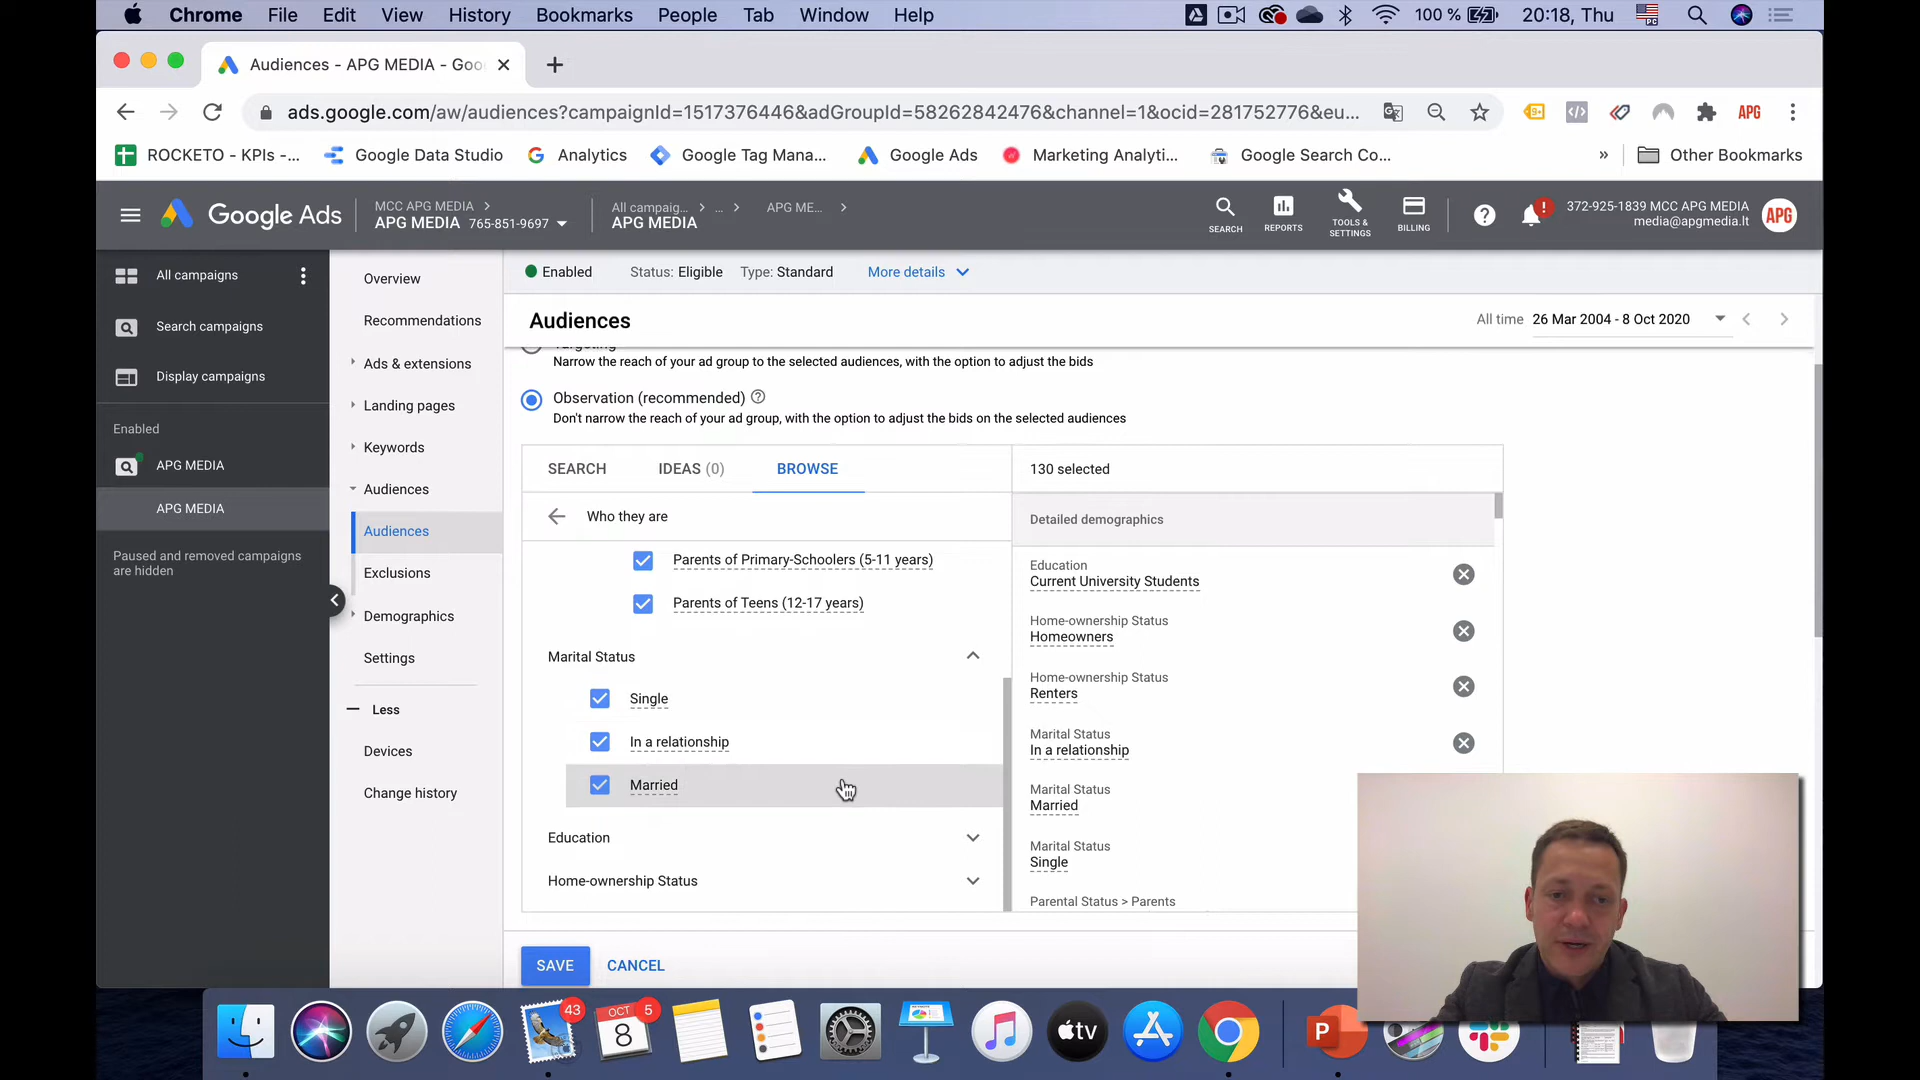 Chrome File Edit View History Bookmarks People Tab Window Help 100 % 20:18, Thu
Audiences - APG MEDIA - Goo
ads.google.com/aw/audiences?campaignId=1517376446&adGroupId=58262842476&channel=1&ocid=281752776&eu... APG
ROCKETO - KPIs -... Google Data Studio Analytics Google Tag Mana... Google Ads Marketing Analyti... Google Search Co... » Other Bookmarks
Google Ads
MCC APG MEDIA
APG MEDIA 765-851-9697
All campaig... ... APG ME...
APG MEDIA
SEARCH
REPORTS
TOOLS &
SETTINGS
BILLING
372-925-1839 MCC APG MEDIA
media@apgmedia.lt
APG
All campaigns
Search campaigns
Display campaigns
Enabled
APG MEDIA
APG MEDIA
Paused and removed campaigns
are hidden
Overview
Recommendations
Ads & extensions
Landing pages
Keywords
Audiences
Audiences
Exclusions
Demographics
Settings
Less
Devices
Change history
Enabled Status: Eligible Type: Standard More details
Audiences
All time 26 Mar 2004 - 8 Oct 2020
Targeting
Narrow the reach of your ad group to the selected audiences, with the option to adjust the bids
Observation (recommended)
Don't narrow the reach of your ad group, with the option to adjust the bids on the selected audiences
SEARCH IDEAS (0) BROWSE
Who they are
Parents of Primary-Schoolers (5-11 years)
Parents of Teens (12-17 years)
Marital Status
Single
In a relationship
Married
Education
Home-ownership Status
130 selected
Detailed demographics
Education
Current University Students
Home-ownership Status
Homeowners
Home-ownership Status
Renters
Marital Status
In a relationship
Marital Status
Married
Marital Status
Single
Parental Status > Parents
SAVE CANCEL
43
OCT
8
5
tv
P